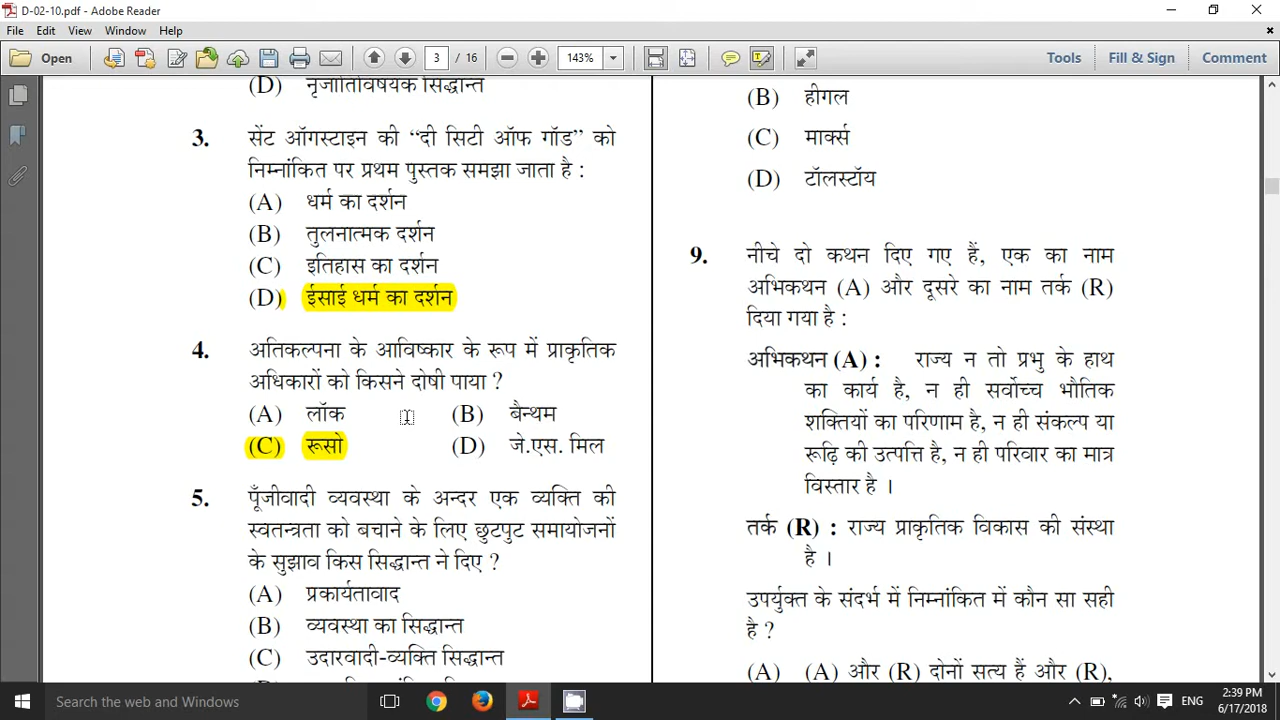 D-02-10.pdf - Adobe Reader
File Edit View Window Help
Open 3 / 16 143% Tools Fill & Sign Comment
(D) नृजातिविषयक सिद्धान्त
3. सेंट ऑगस्टाइन की “दी सिटी ऑफ गॉड” को
निम्नांकित पर प्रथम पुस्तक समझा जाता है :
(A) धर्म का दर्शन
(B) तुलनात्मक दर्शन
(C) इतिहास का दर्शन
(D) ईसाई धर्म का दर्शन
4. अतिकल्पना के आविष्कार के रूप में प्राकृतिक
अधिकारों को किसने दोषी पाया ?
(A) लॉक (B) बैन्थम
(C) रूसो (D) जे.एस. मिल
5. पूँजीवादी व्यवस्था के अन्दर एक व्यक्ति की
स्वतन्त्रता को बचाने के लिए छुटपुट समायोजनों
के सुझाव किस सिद्धान्त ने दिए ?
(A) प्रकार्यतावाद
(B) व्यवस्था का सिद्धान्त
(C) उदारवादी-व्यक्ति सिद्धान्त
(B) हीगल
(C) मार्क्स
(D) टॉलस्टॉय
9. नीचे दो कथन दिए गए हैं, एक का नाम
अभिकथन (A) और दूसरे का नाम तर्क (R)
दिया गया है :
अभिकथन (A) : राज्य न तो प्रभु के हाथ
का कार्य है, न ही सर्वोच्च भौतिक
शक्तियों का परिणाम है, न ही संकल्प या
रूढ़ि की उत्पत्ति है, न ही परिवार का मात्र
विस्तार है ।
तर्क (R) : राज्य प्राकृतिक विकास की संस्था
है ।
उपर्युक्त के संदर्भ में निम्नांकित में कौन सा सही
है ?
(A) (A) और (R) दोनों सत्य हैं और (R),
Search the web and Windows
ENG
2:39 PM
6/17/2018